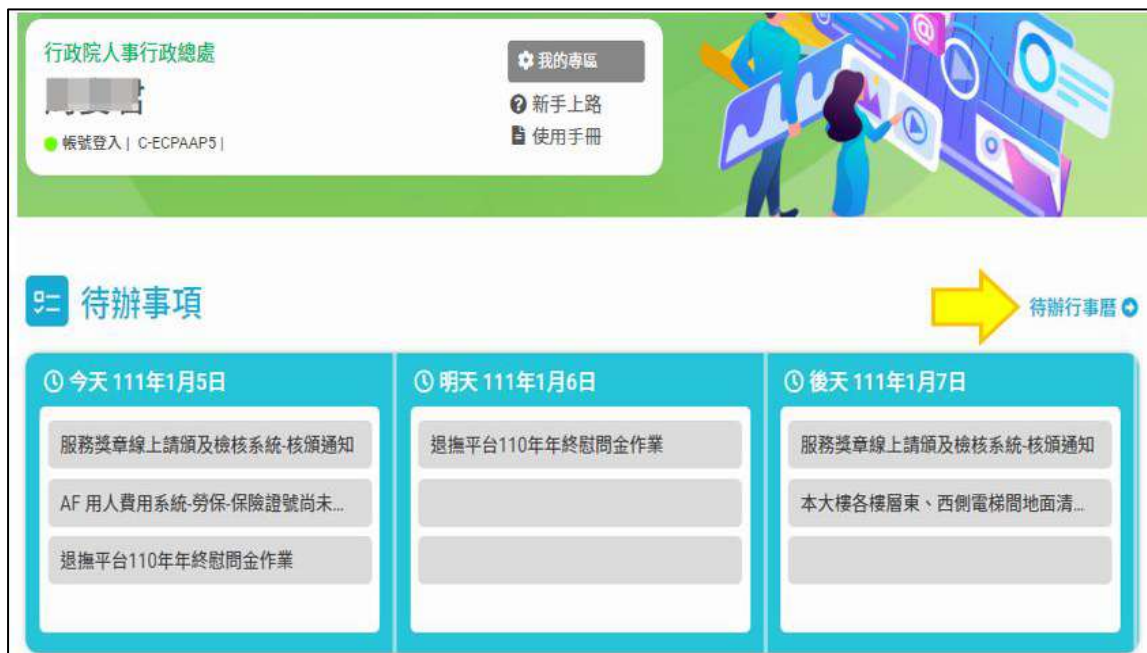 行政院人事行政總處
帳號登入 | C-ECPAAP5 |
我的專區
新手上路
使用手冊
待辦事項
待辦行事曆
今天 111年1月5日
服務獎章線上請頒及檢核系統-核頒通知
AF 用人費用系統-勞保-保險證號尚未...
退撫平台110年年終慰問金作業
明天 111年1月6日
退撫平台110年年終慰問金作業
後天 111年1月7日
服務獎章線上請頒及檢核系統-核頒通知
本大樓各樓層東、西側電梯間地面清...